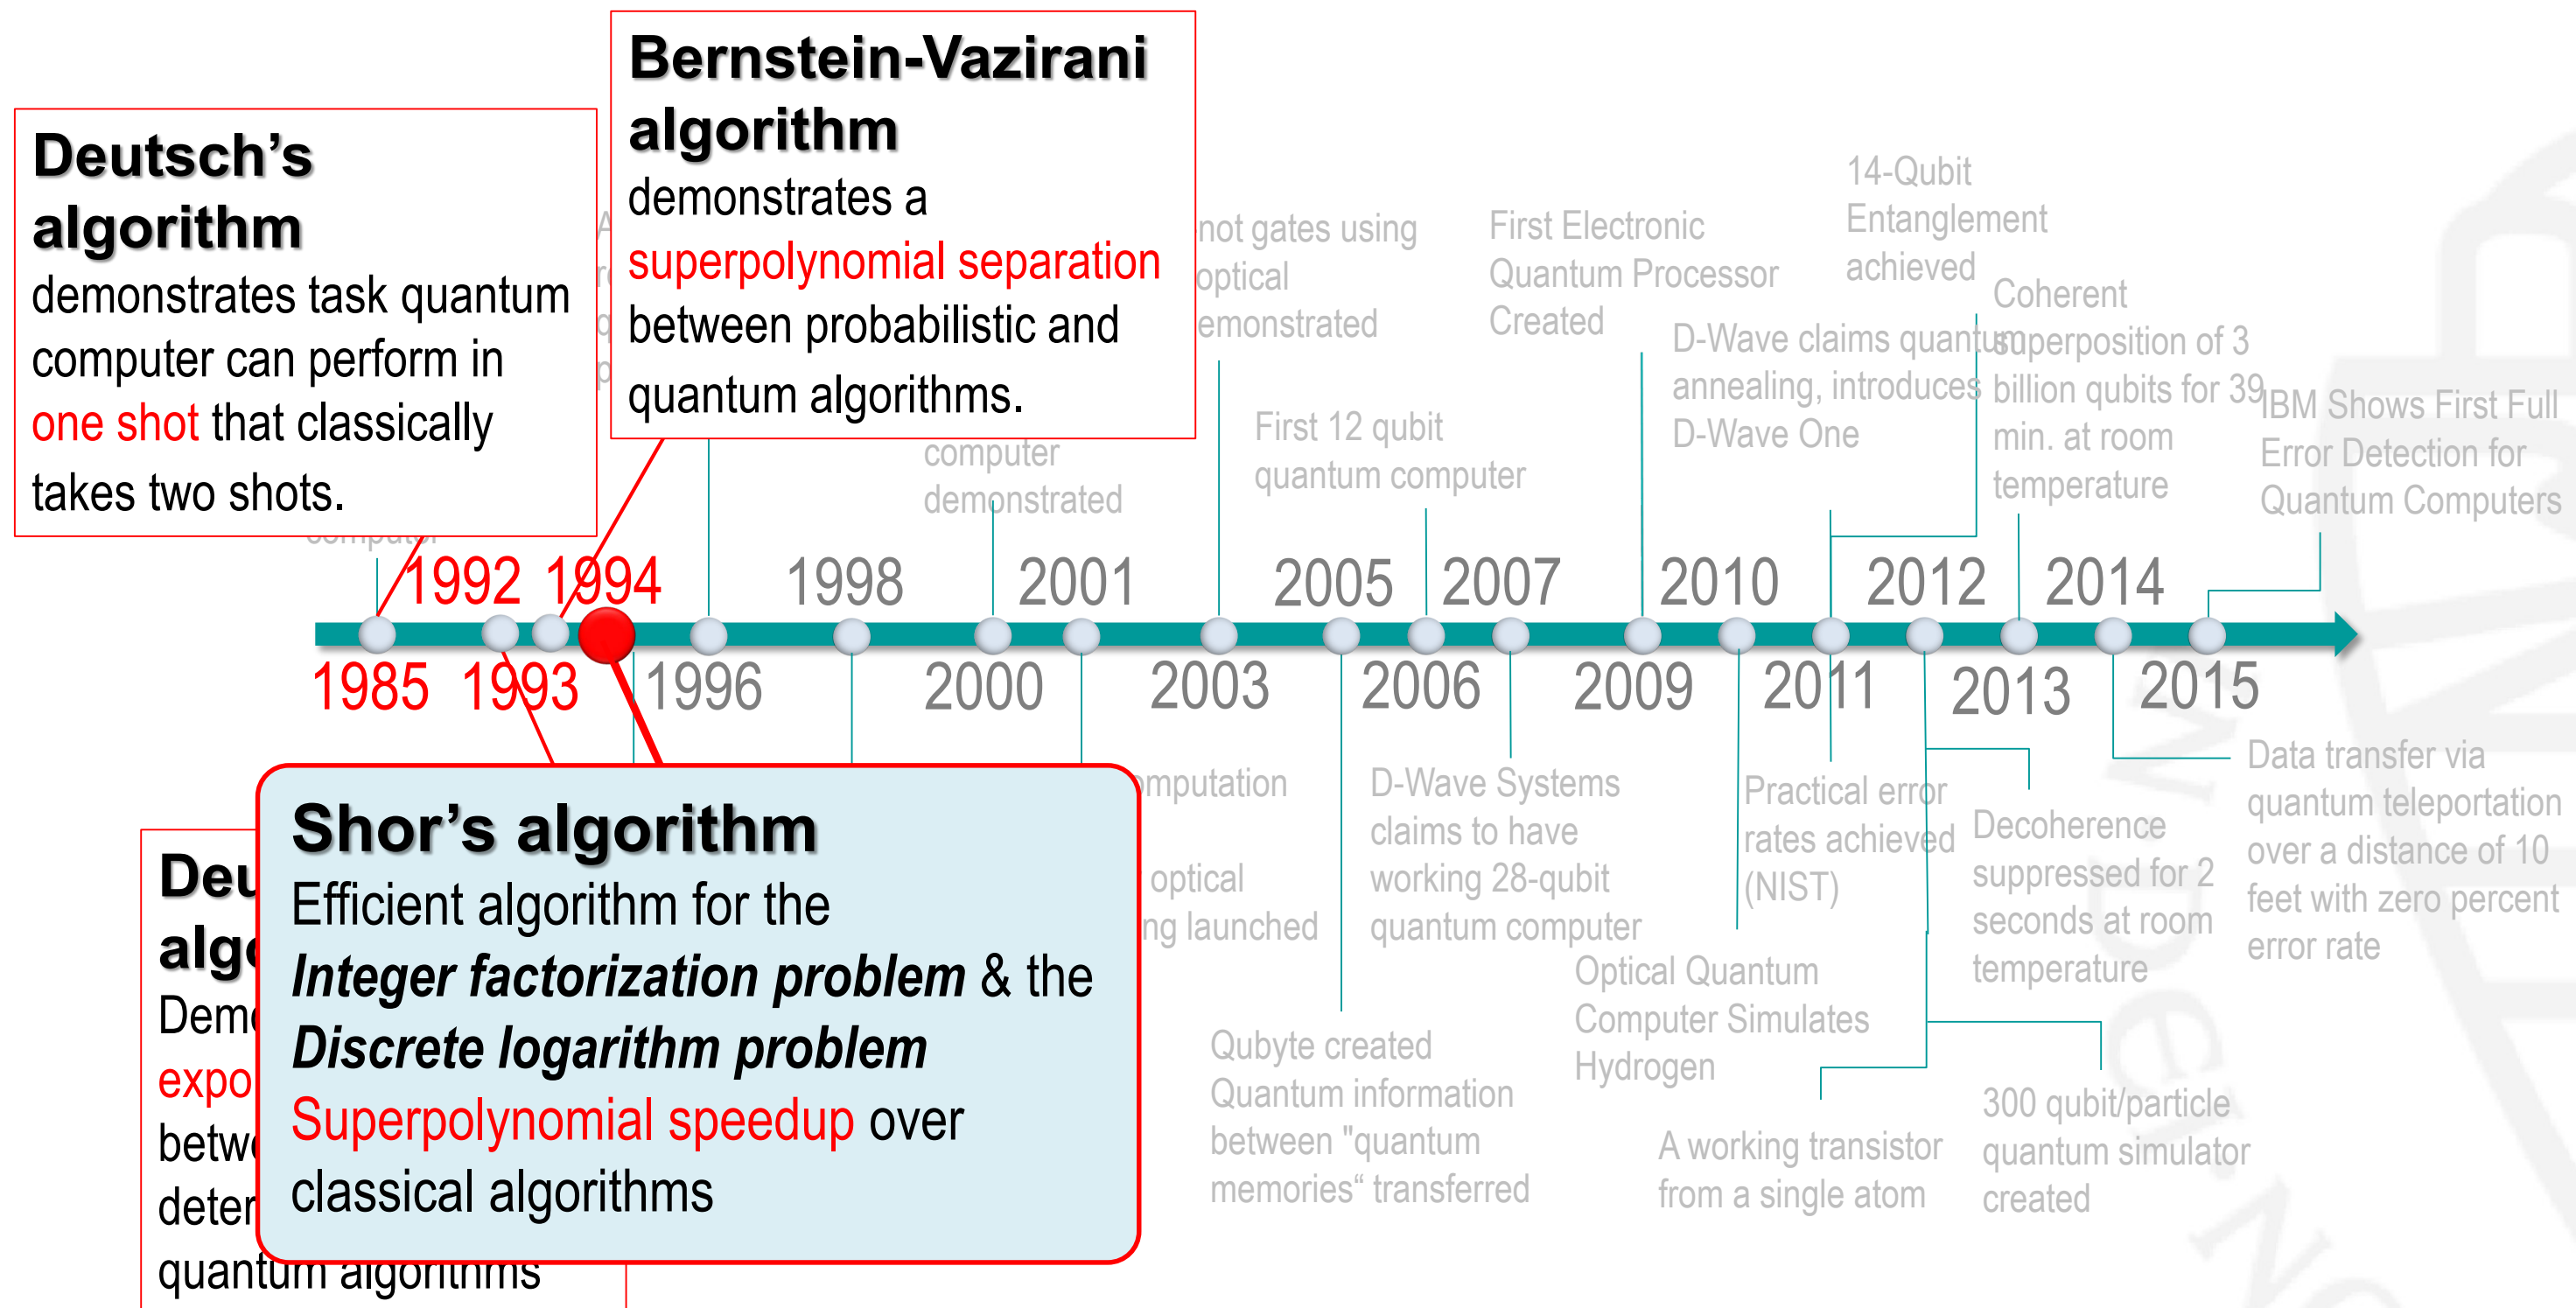 Bernstein-Vazirani
algorithm
demonstrates a
superpolynomial separation
between probabilistic and
quantum algorithms.
Deutsch’s
algorithm
demonstrates task quantum
computer can perform in
one shot that classically
takes two shots.
not gates using
optical
computer
demonstrated
First 12 qubit
quantum computer
First Electronic
Quantum Processor
Created
14-Qubit
Entanglement
achieved
D-Wave claims quantum
annealing, introduces
D-Wave One
Coherent
superposition of 3
billion qubits for 39
min. at room
temperature
IBM Shows First Full
Error Detection for
Quantum Computers
1992 1994 1998 2001 2005 2007 2010 2012 2014
1985 1993 1996 2000 2003 2006 2009 2011 2013 2015
Shor’s algorithm
Efficient algorithm for the
Integer factorization problem & the
Discrete logarithm problem
Superpolynomial speedup over
classical algorithms
between
quantum algorithms
optical
launched
Qubyte created
Quantum information
between "quantum
memories“ transferred
D-Wave Systems
claims to have
working 28-qubit
quantum computer
Optical Quantum
Computer Simulates
Hydrogen
Practical error
rates achieved
(NIST)
A working transistor
from a single atom
Decoherence
suppressed for 2
seconds at room
temperature
300 qubit/particle
quantum simulator
created
Data transfer via
quantum teleportation
over a distance of 10
feet with zero percent
error rate